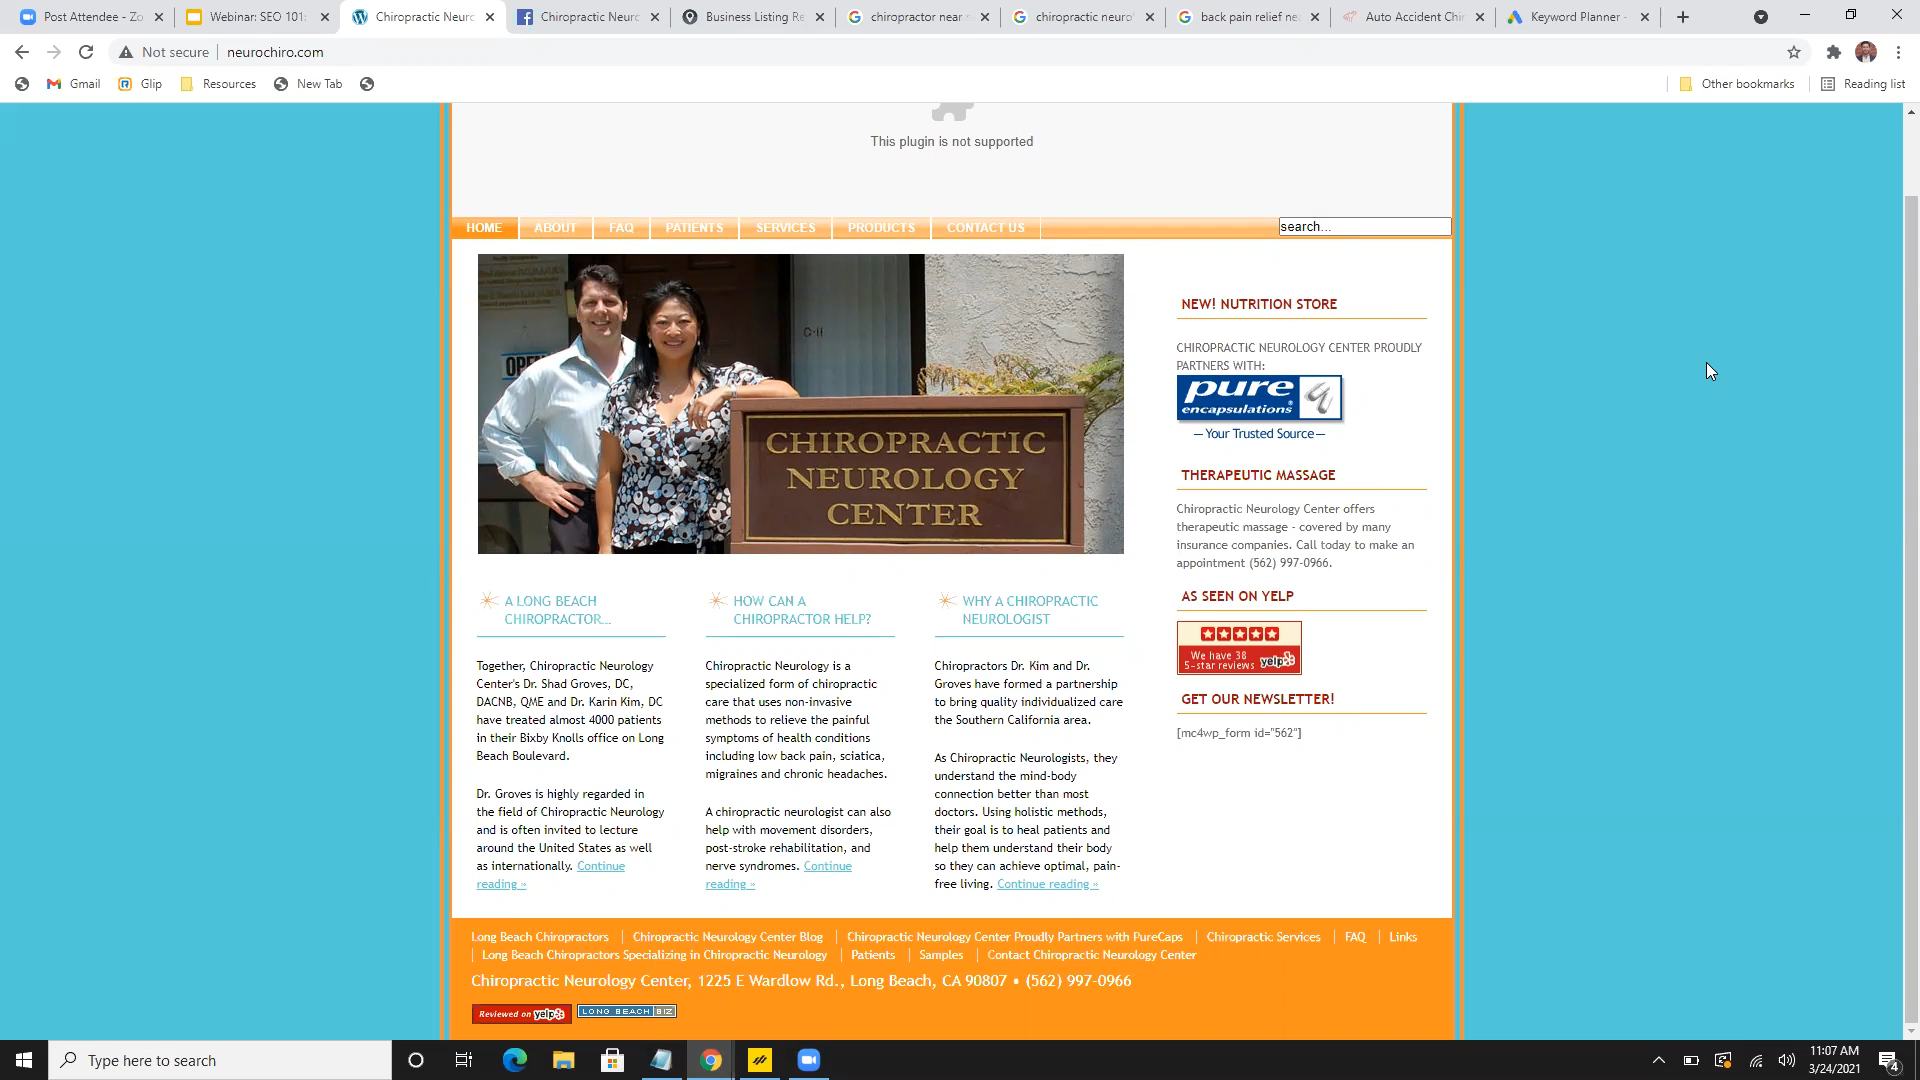 Post Attendee - Zo
Webinar: SEO 101:
Chiropractic Neuro
Chiropractic Neuro
Business Listing Re
chiropractor near
chiropractic neuro
back pain relief ne
Auto Accident Chi
Keyword Planner -
Not secure
neurochiro.com
Gmail
Glip
Resources
New Tab
Other bookmarks
Reading list
This plugin is not supported
HOME
ABOUT
FAQ
PATIENTS
SERVICES
PRODUCTS
CONTACT US
search...
OPEN
C-11
CHIROPRACTIC
NEUROLOGY
CENTER
A LONG BEACH
CHIROPRACTOR...
Together, Chiropractic Neurology
Center's Dr. Shad Groves, DC,
DACNB, QME and Dr. Karin Kim, DC
have treated almost 4000 patients
in their Bixby Knolls office on Long
Beach Boulevard.
Dr. Groves is highly regarded in
the field of Chiropractic Neurology
and is often invited to lecture
around the United States as well
as internationally. Continue
reading »
HOW CAN A
CHIROPRACTOR HELP?
Chiropractic Neurology is a
specialized form of chiropractic
care that uses non-invasive
methods to relieve the painful
symptoms of health conditions
including low back pain, sciatica,
migraines and chronic headaches.
A chiropractic neurologist can also
help with movement disorders,
post-stroke rehabilitation, and
nerve syndromes. Continue
reading »
WHY A CHIROPRACTIC
NEUROLOGIST
Chiropractors Dr. Kim and Dr.
Groves have formed a partnership
to bring quality individualized care
the Southern California area.
As Chiropractic Neurologists, they
understand the mind-body
connection better than most
doctors. Using holistic methods,
their goal is to heal patients and
help them understand their body
so they can achieve optimal, pain-
free living. Continue reading »
NEW! NUTRITION STORE
CHIROPRACTIC NEUROLOGY CENTER PROUDLY
PARTNERS WITH:
pure
encapsulations®
— Your Trusted Source —
THERAPEUTIC MASSAGE
Chiropractic Neurology Center offers
therapeutic massage - covered by many
insurance companies. Call today to make an
appointment (562) 997-0966.
AS SEEN ON YELP
We have 38
5-star reviews yelp
GET OUR NEWSLETTER!
[mc4wp_form id="562"]
Long Beach Chiropractors
Chiropractic Neurology Center Blog
Chiropractic Neurology Center Proudly Partners with PureCaps
Chiropractic Services
FAQ
Links
Long Beach Chiropractors Specializing in Chiropractic Neurology
Patients
Samples
Contact Chiropractic Neurology Center
Chiropractic Neurology Center, 1225 E Wardlow Rd., Long Beach, CA 90807 • (562) 997-0966
Reviewed on yelp
LONG BEACH BIZ
Type here to search
11:07 AM
3/24/2021
4